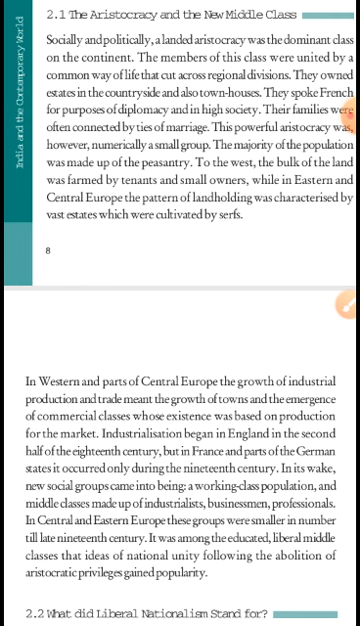 2.1 The Aristocracy and the New Middle Class
Socially and politically, a landed aristocracy was the dominant class
on the continent. The members of this class were united by a
common way of life that cut across regional divisions. They owned
estates in the countryside and also town-houses. They spoke French
for purposes of diplomacy and in high society. Their families were
often connected by ties of marriage. This powerful aristocracy was,
however, numerically a small group. The majority of the population
was made up of the peasantry. To the west, the bulk of the land
was farmed by tenants and small owners, while in Eastern and
Central Europe the pattern of landholding was characterised by
vast estates which were cultivated by serfs.
India and the Contemporary World
8
In Western and parts of Central Europe the growth of industrial
production and trade meant the growth of towns and the emergence
of commercial classes whose existence was based on production
for the market. Industrialisation began in England in the second
half of the eighteenth century, but in France and parts of the German
states it occurred only during the nineteenth century. In its wake,
new social groups came into being: a working-class population, and
middle classes made up of industrialists, businessmen, professionals.
In Central and Eastern Europe these groups were smaller in number
till late nineteenth century. It was among the educated, liberal middle
classes that ideas of national unity following the abolition of
aristocratic privileges gained popularity.
2.2 What did Liberal Nationalism Stand for?